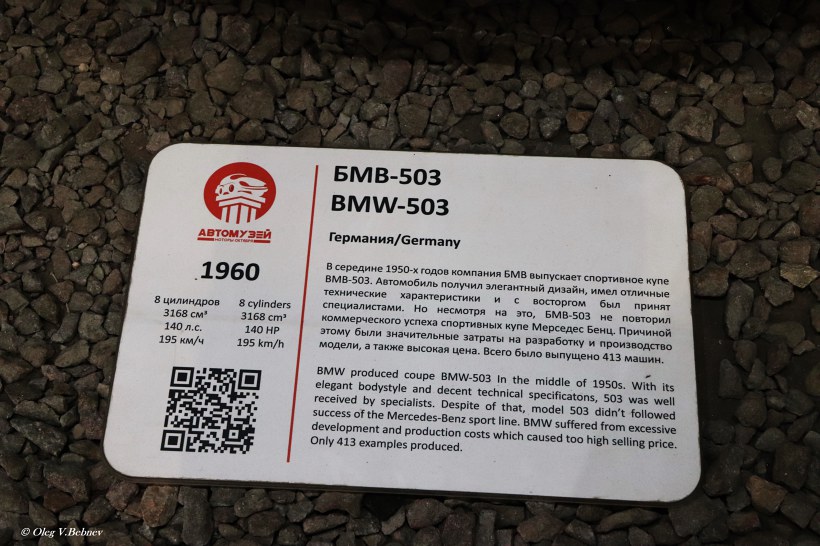 БМВ-503
BMW-503
Германия/Germany
АВТОМУЗЕЙ
МОТОРЫ ОКТЯБРЯ
1960
8 цилиндров
3168 см³
140 л.с.
195 км/ч
8 cylinders
3168 cm³
140 HP
195 km/h
В середине 1950-х годов компания БМВ выпускает спортивное купе
BMB-503. Автомобиль получил элегантный дизайн, имел отличные
технические характеристики и с восторгом был принят
специалистами. Но несмотря на это, БМВ-503 не повторил
коммерческого успеха спортивных купе Мерседес Бенц. Причиной
этому были значительные затраты на разработку и производство
модели, а также высокая цена. Всего было выпущено 413 машин.
BMW produced coupe BMW-503 In the middle of 1950s. With its
elegant bodystyle and decent technical specificatons, 503 was well
received by specialists. Despite of that, model 503 didn't followed
success of the Mercedes-Benz sport line. BMW suffered from excessive
development and production costs which caused too high selling price.
Only 413 examples produced.
© Oleg V.Bebnev